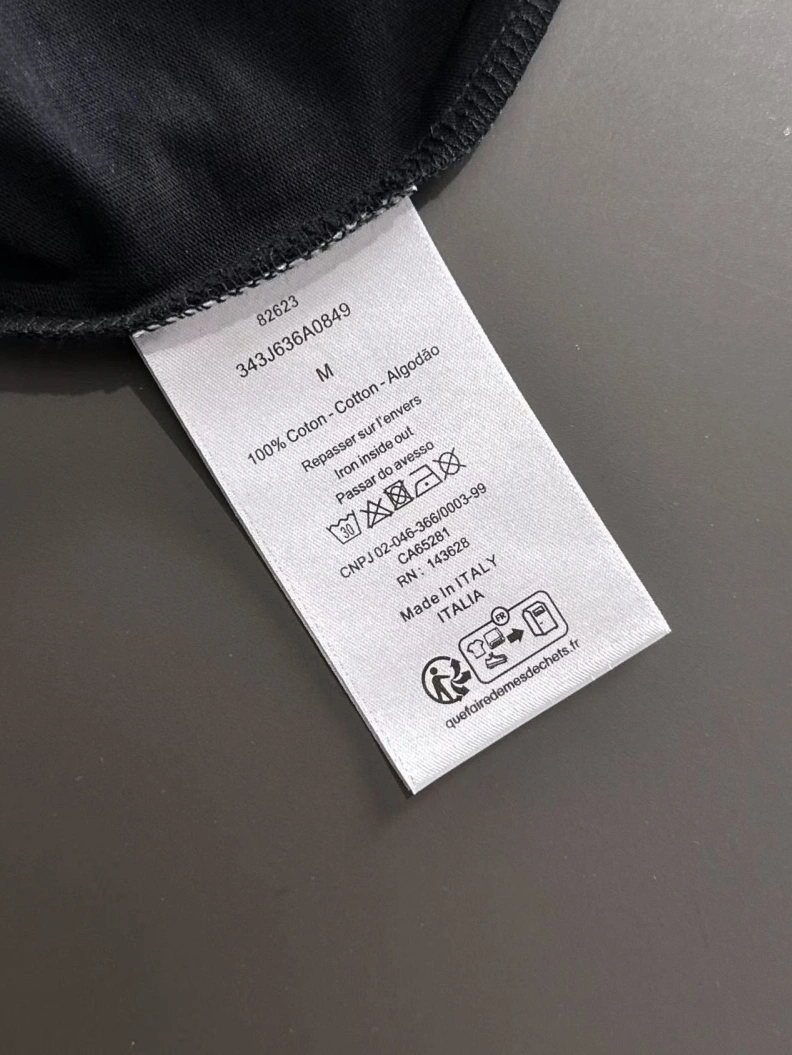 82623
343J636A0849
M
100% Coton - Cotton - Algodão
Repasser sur l'envers
Iron inside out
Passar do avesso
30
CNPJ 02-046-366/0003-99
CA65281
RN: 143628
Made In ITALY
ITALIA
FR
quefairedemesdechets.fr